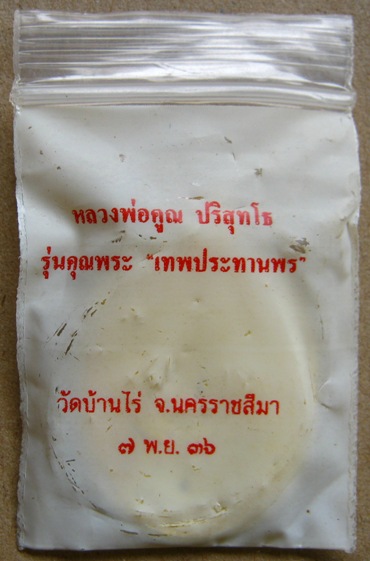 หลวงพ่อคูณ ปริสุทโธ
รุ่นคุณพระ "เทพประทานพร"
วัดบ้านไร่ จ.นครราชสีมา
๗ พ.ย. ๓๖